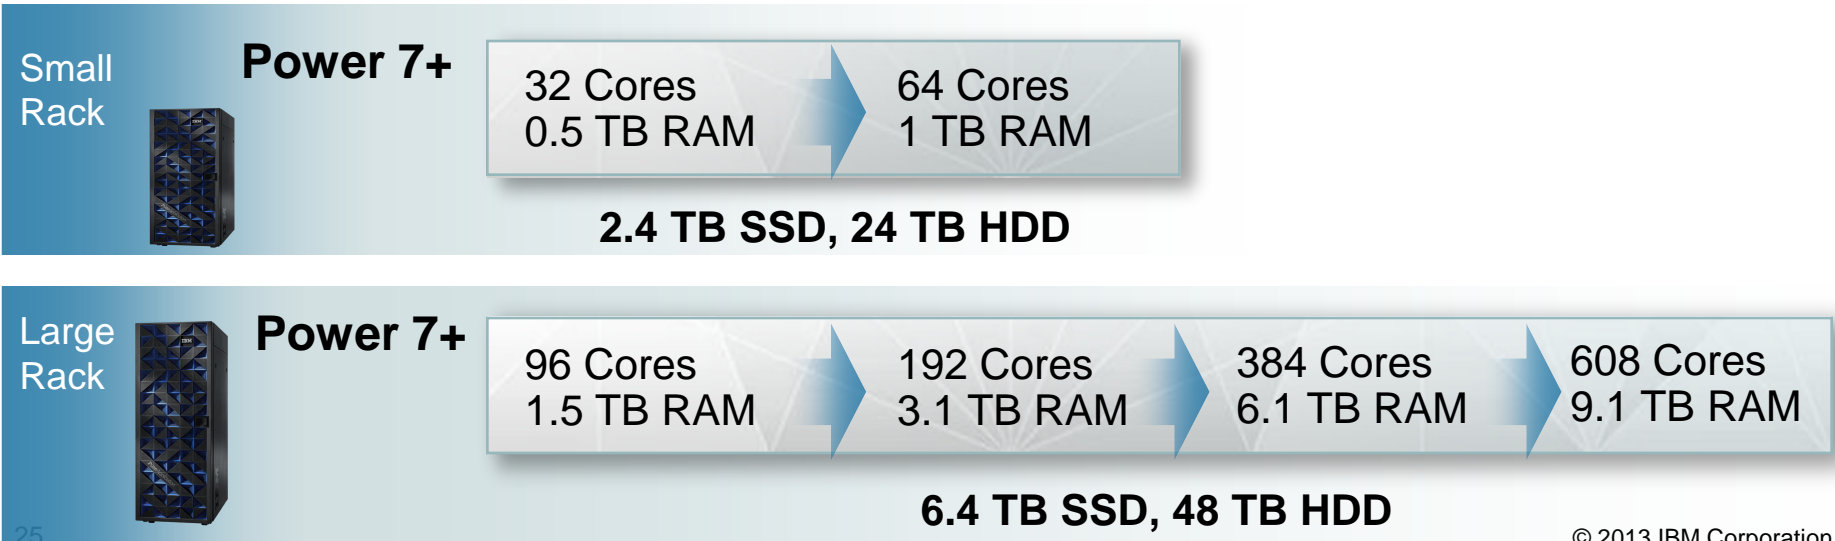 Small
Rack
Power 7+
32 Cores
0.5 TB RAM
64 Cores
1 TB RAM
2.4 TB SSD, 24 TB HDD
Large
Rack
Power 7+
96 Cores
1.5 TB RAM
192 Cores
3.1 TB RAM
384 Cores
6.1 TB RAM
608 Cores
9.1 TB RAM
6.4 TB SSD, 48 TB HDD
25
© 2013 IBM Corporation